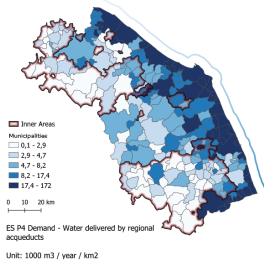 Inner Areas
Municipalities
0,1 - 2,9
2,9 - 4,7
4,7 - 8,2
8,2 - 17,4
17,4 - 172
0 10 20 km
ES P4 Demand - Water delivered by regional
acqueducts
Unit: 1000 m3 / year / km2